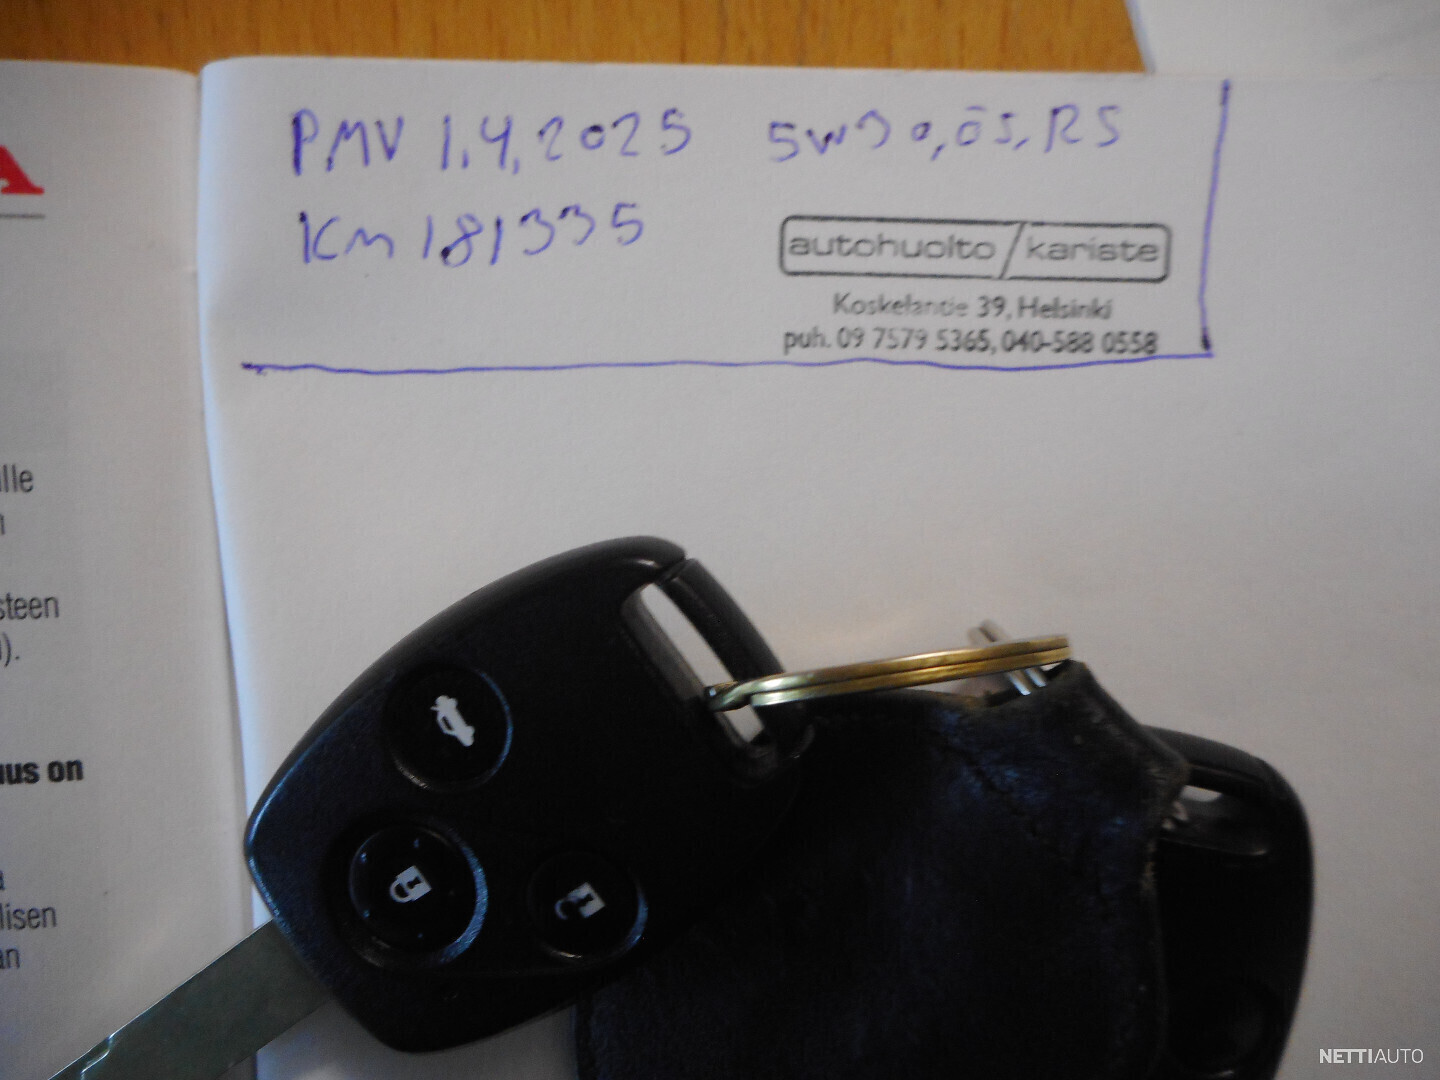 PMV 1.4.2025 5W30, ÖS, RS
Km 181335
autohuolto / kariste
Koskelantie 39, Helsinki
puh. 09 7579 5365, 040-588 0558
A
lle
steen
).
us on
lisen
an
NETTIAUTO